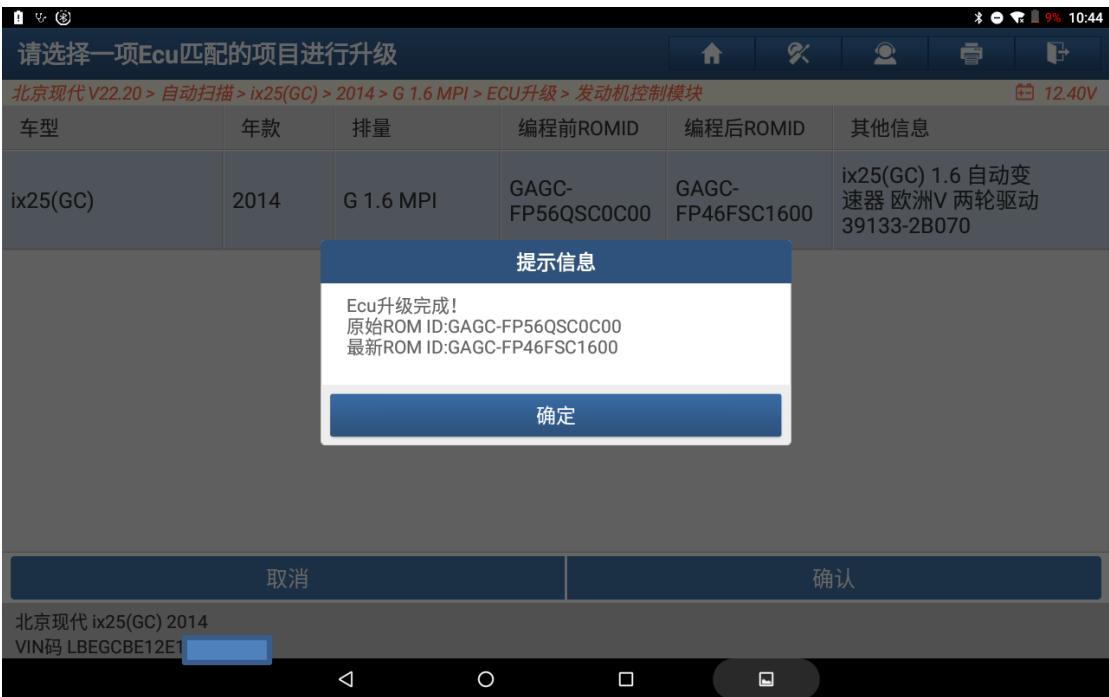 9% 10:44
请选择一项Ecu匹配的项目进行升级
北京现代 V22.20 > 自动扫描 > ix25(GC) > 2014 > G 1.6 MPI > ECU升级 > 发动机控制模块 12.40V
车型 年款 排量 编程前ROMID 编程后ROMID 其他信息
ix25(GC) 2014 G 1.6 MPI
GAGC-
FP56QSC0C00
GAGC-
FP46FSC1600
ix25(GC) 1.6 自动变
速器 欧洲V 两轮驱动
39133-2B070
提示信息
Ecu升级完成!
原始ROM ID:GAGC-FP56QSC0C00
最新ROM ID:GAGC-FP46FSC1600
确定
取消 确认
北京现代 ix25(GC) 2014
VIN码 LBEGCBE12E1